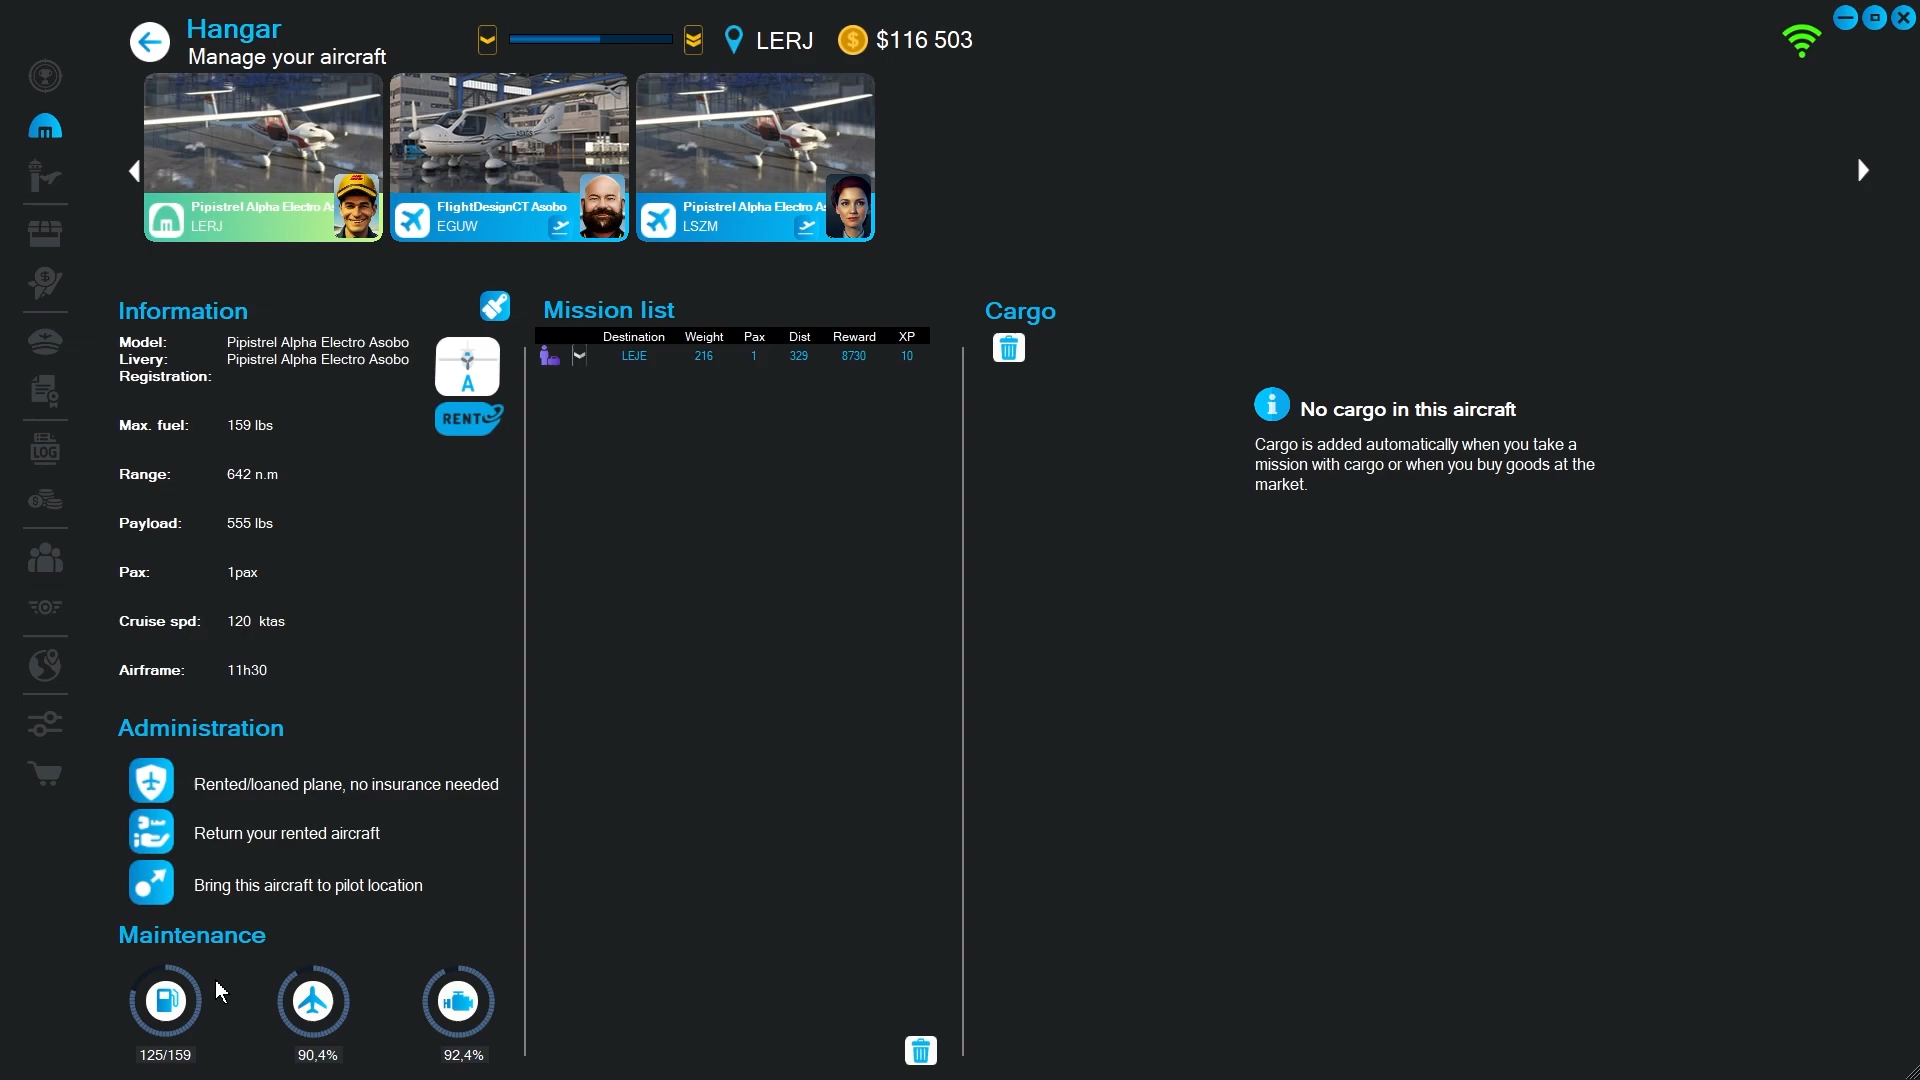 Hangar
Manage your aircraft
LERJ
$116 503
Pipistrel Alpha Electro As
LERJ
FlightDesignCT Asobo
EGUW
Pipistrel Alpha Electro A
LSZM
Information
Model: Pipistrel Alpha Electro Asobo
Livery: Pipistrel Alpha Electro Asobo
Registration:
A
RENT
Max. fuel: 159 lbs
Range: 642 n.m
Payload: 555 lbs
Pax: 1pax
Cruise spd: 120 ktas
Airframe: 11h30
Administration
Rented/loaned plane, no insurance needed
Return your rented aircraft
Bring this aircraft to pilot location
Maintenance
125/159
90,4%
92,4%
Mission list
Destination Weight Pax Dist Reward XP
LEJE 216 1 329 8730 10
Cargo
No cargo in this aircraft
Cargo is added automatically when you take a
mission with cargo or when you buy goods at the
market.
LOG